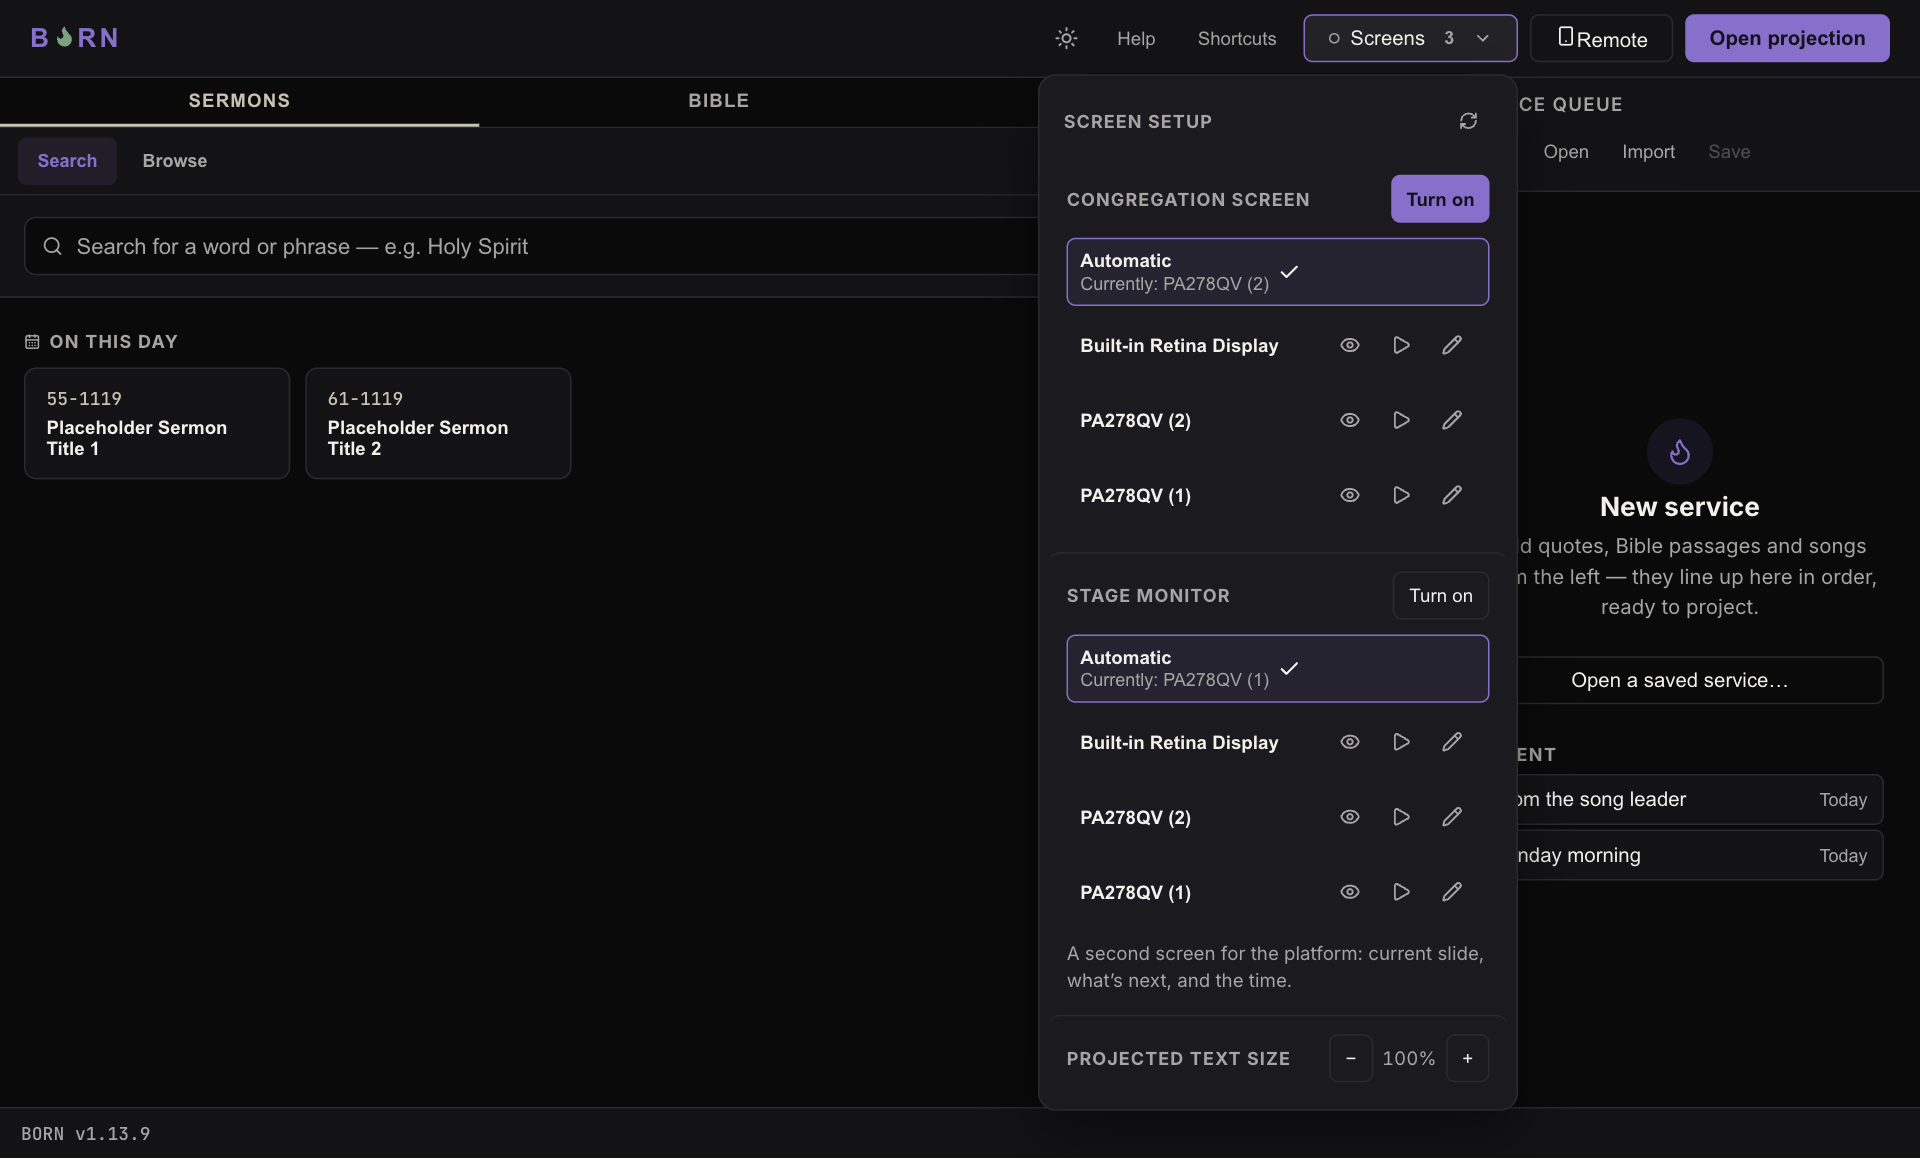 BORN
Help
Shortcuts
Screens 3
Remote
Open projection
SERMONS
BIBLE
Search
Browse
Search for a word or phrase — e.g. Holy Spirit
ON THIS DAY
55-1119
Placeholder Sermon
Title 1
61-1119
Placeholder Sermon
Title 2
SCREEN SETUP
CONGREGATION SCREEN
Turn on
Automatic
Currently: PA278QV (2)
Built-in Retina Display
PA278QV (2)
PA278QV (1)
STAGE MONITOR
Turn on
Automatic
Currently: PA278QV (1)
Built-in Retina Display
PA278QV (2)
PA278QV (1)
A second screen for the platform: current slide,
what's next, and the time.
PROJECTED TEXT SIZE
− 100% +
QUEUE
Open
Import
Save
New service
quotes, Bible passages and songs
the left — they line up here in order,
ready to project.
Open a saved service…
the song leader
Today
morning
Today
BORN v1.13.9